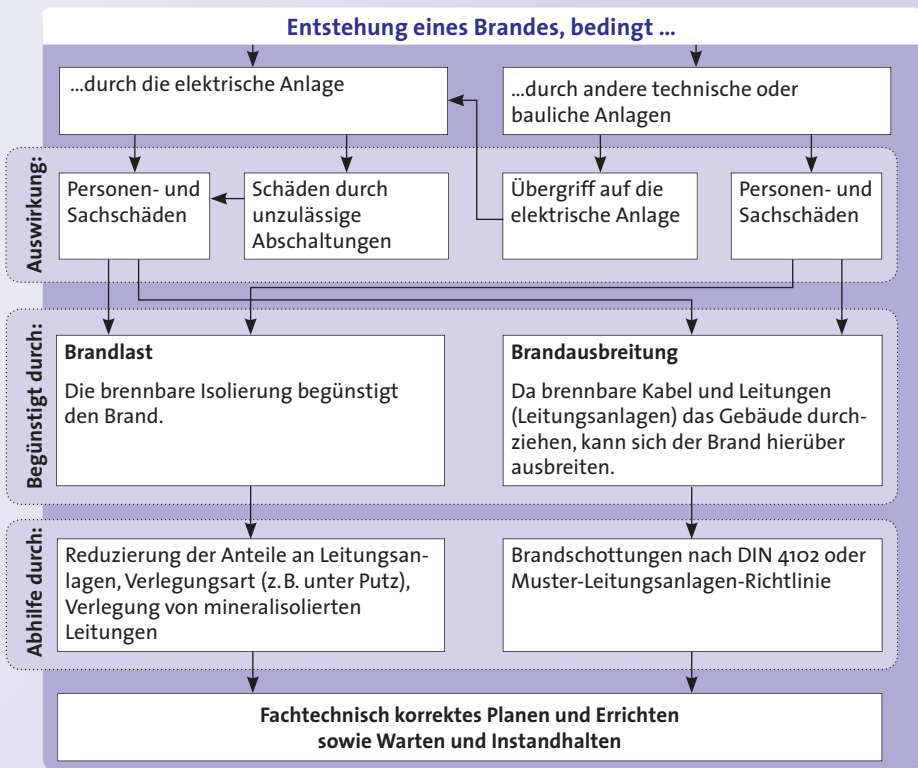 Entstehung eines Brandes, bedingt ...
...durch die elektrische Anlage
...durch andere technische oder
bauliche Anlagen
Auswirkung:
Personen- und
Sachschäden
Schäden durch
unzulässige
Abschaltungen
Übergriff auf die
elektrische Anlage
Personen- und
Sachschäden
Begünstigt durch:
Brandlast
Die brennbare Isolierung begünstigt
den Brand.
Brandausbreitung
Da brennbare Kabel und Leitungen
(Leitungsanlagen) das Gebäude durch-
ziehen, kann sich der Brand hierüber
ausbreiten.
Abhilfe durch:
Reduzierung der Anteile an Leitungsan-
lagen, Verlegungsart (z. B. unter Putz),
Verlegung von mineralisolierten
Leitungen
Brandschottungen nach DIN 4102 oder
Muster-Leitungsanlagen-Richtlinie
Fachtechnisch korrektes Planen und Errichten
sowie Warten und Instandhalten